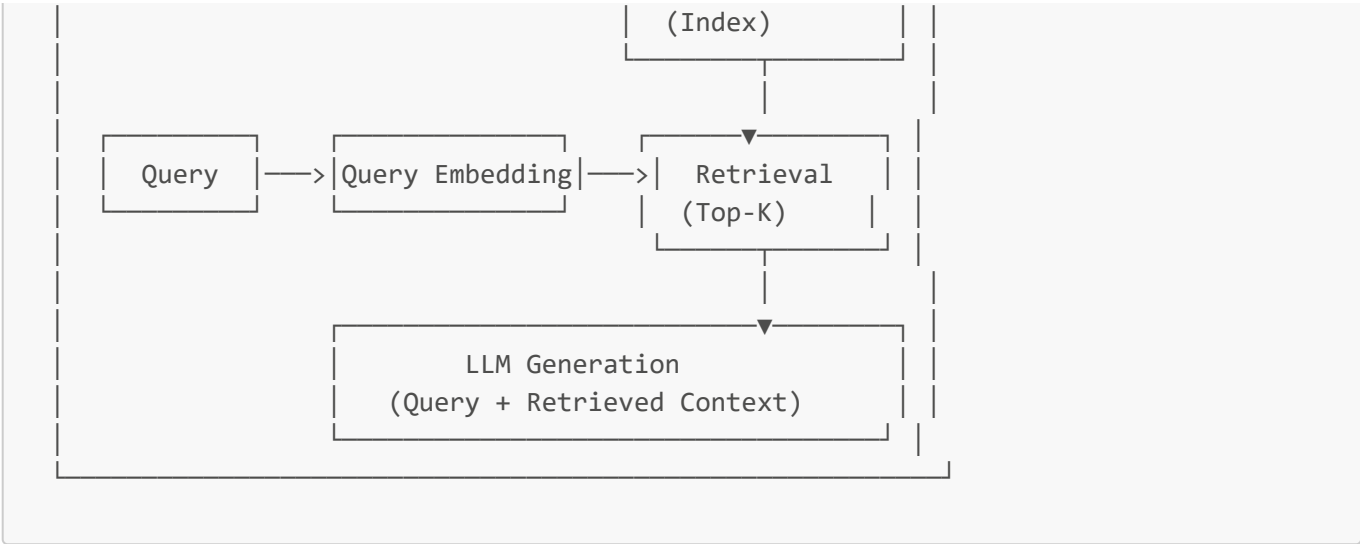 (Index)
Query ───>Query Embedding───> Retrieval
(Top-K)
LLM Generation
(Query + Retrieved Context)